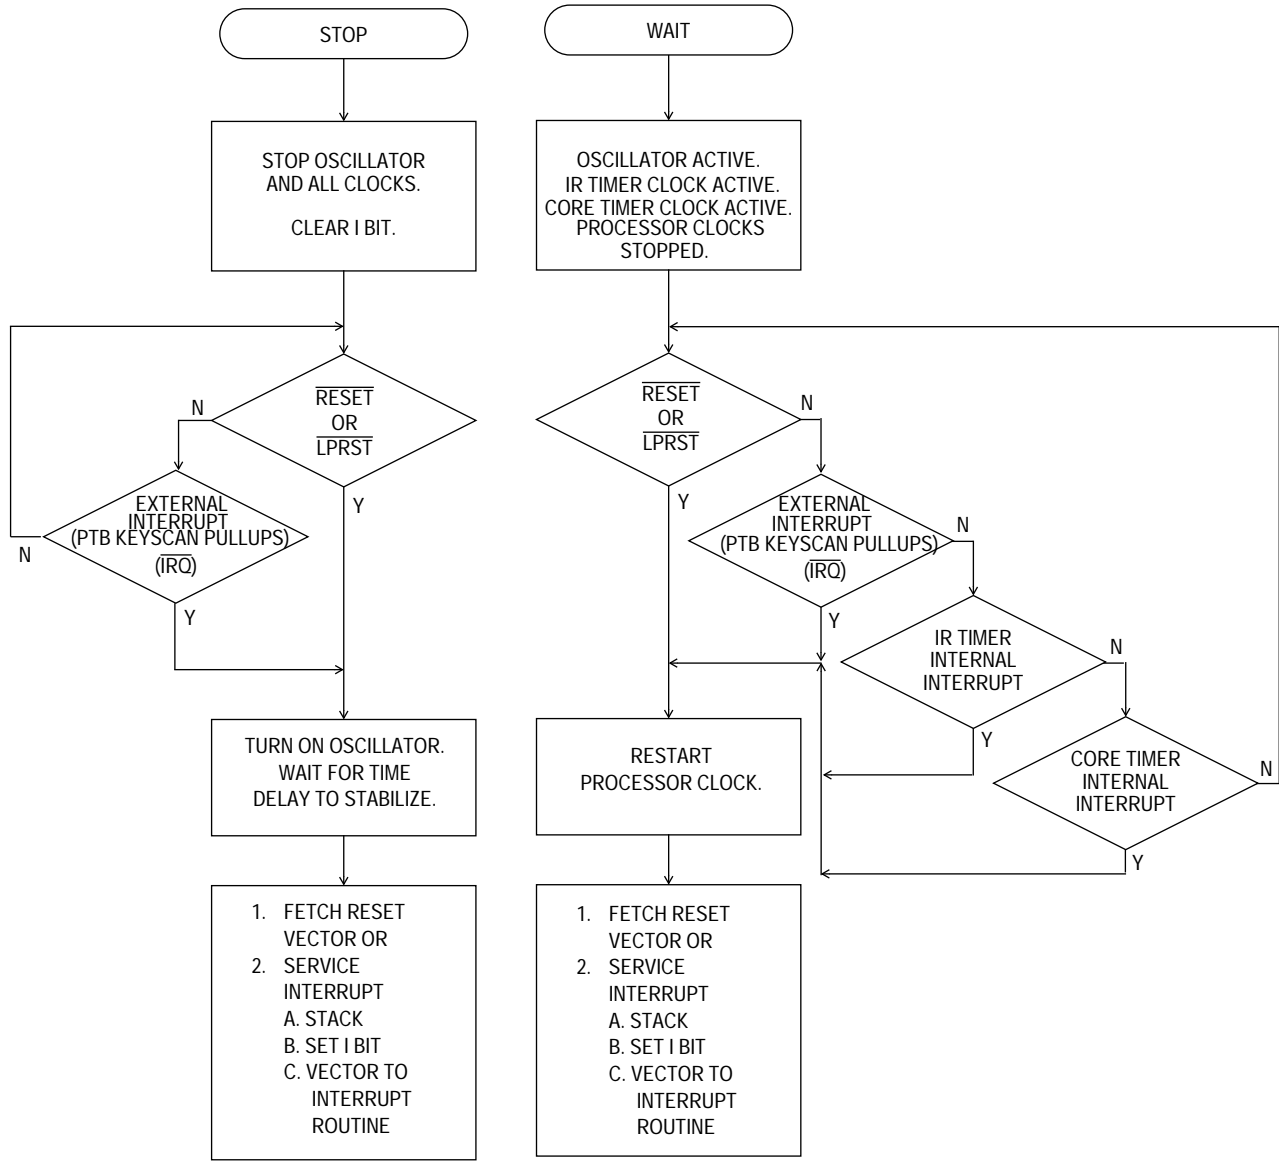 STOP
STOP OSCILLATOR
AND ALL CLOCKS.
CLEAR I BIT.
RESET
OR
LPRST
N
Y
EXTERNAL
INTERRUPT
(PTB KEYSCAN PULLUPS)
(IRQ)
N
Y
TURN ON OSCILLATOR.
WAIT FOR TIME
DELAY TO STABILIZE.
1. FETCH RESET
VECTOR OR
2. SERVICE
INTERRUPT
A. STACK
B. SET I BIT
C. VECTOR TO
INTERRUPT
ROUTINE
WAIT
OSCILLATOR ACTIVE.
IR TIMER CLOCK ACTIVE.
CORE TIMER CLOCK ACTIVE.
PROCESSOR CLOCKS
STOPPED.
RESET
OR
LPRST
N
Y
EXTERNAL
INTERRUPT
(PTB KEYSCAN PULLUPS)
(IRQ)
N
Y
IR TIMER
INTERNAL
INTERRUPT
N
Y
CORE TIMER
INTERNAL
INTERRUPT
N
Y
RESTART
PROCESSOR CLOCK.
1. FETCH RESET
VECTOR OR
2. SERVICE
INTERRUPT
A. STACK
B. SET I BIT
C. VECTOR TO
INTERRUPT
ROUTINE